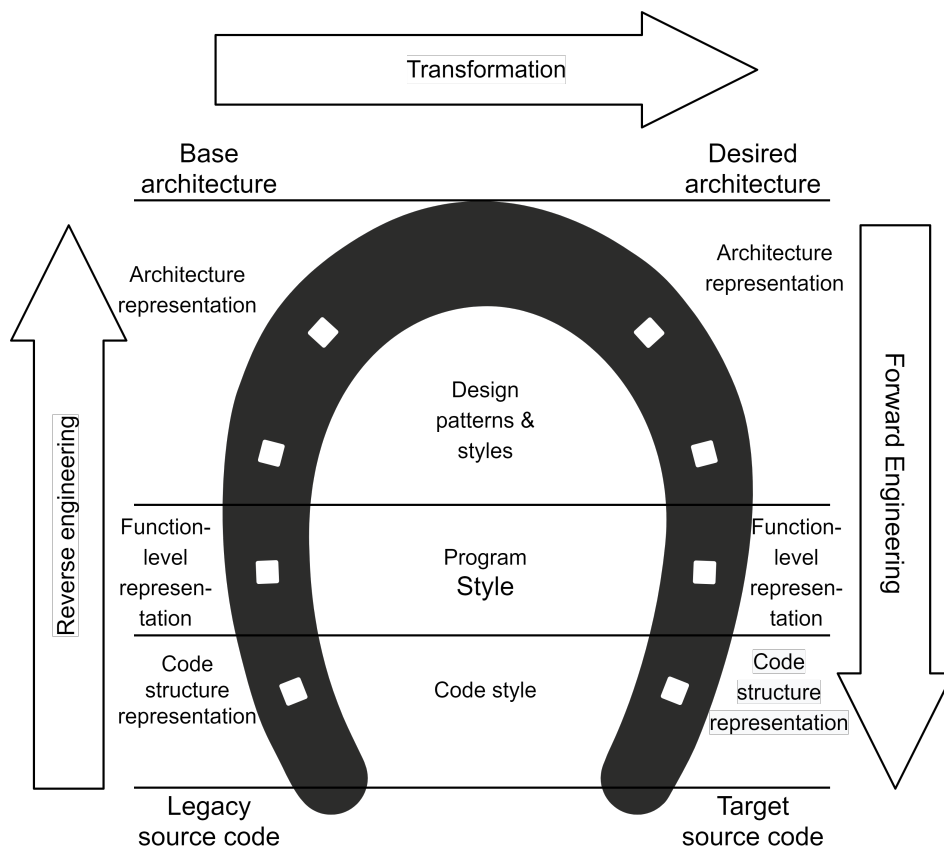 Transformation
Base
architecture
Desired
architecture
Architecture
representation
Architecture
representation
Design
patterns &
styles
Reverse engineering
Forward Engineering
Function-
level
represen-
tation
Program
Style
Function-
level
represen-
tation
Code
structure
representation
Code style
Code
structure
representation
Legacy
source code
Target
source code